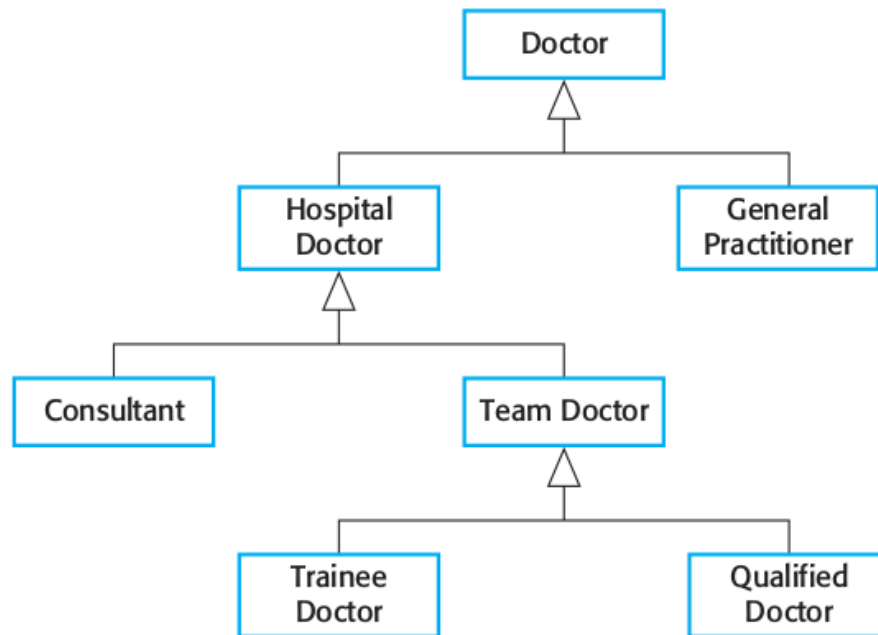 Doctor
Hospital
Doctor
General
Practitioner
Consultant
Team Doctor
Trainee
Doctor
Qualified
Doctor